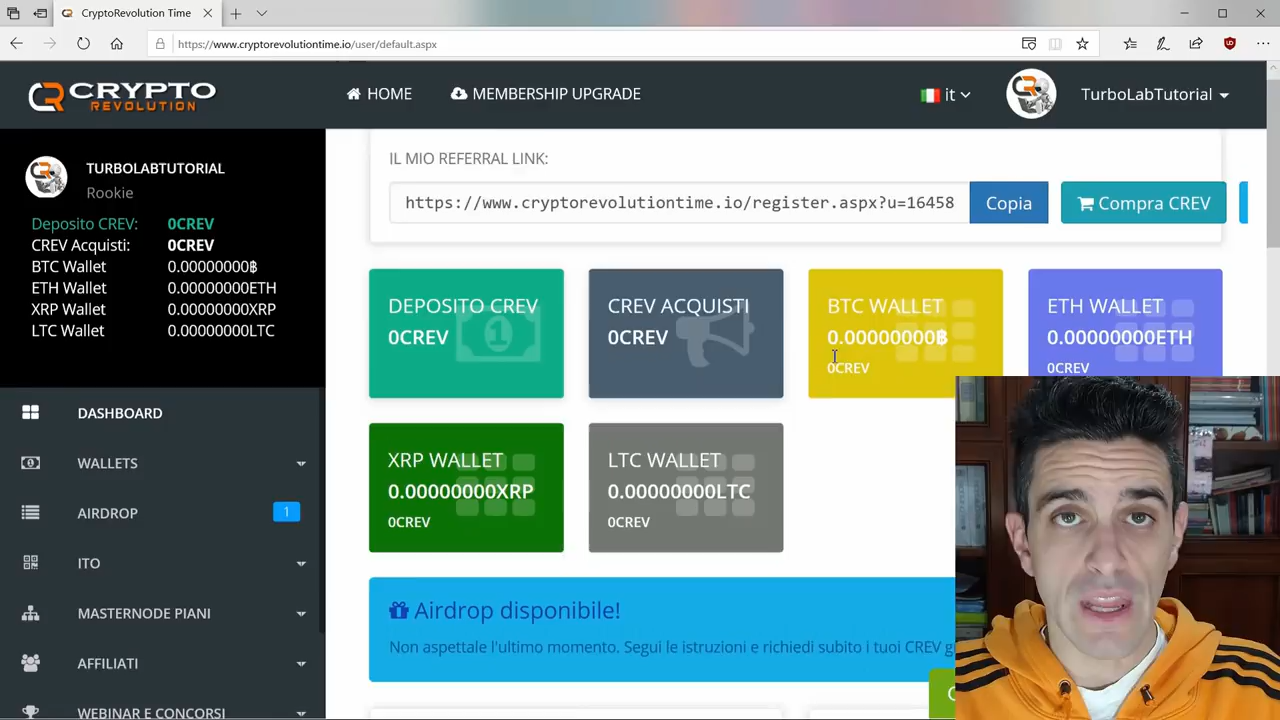 CryptoRevolution Time
https://www.cryptorevolutiontime.io/user/default.aspx
CRYPTO
REVOLUTION
HOME
MEMBERSHIP UPGRADE
it
TurboLabTutorial
TURBOLABTUTORIAL
Rookie
Deposito CREV: 0CREV
CREV Acquisti: 0CREV
BTC Wallet 0.00000000฿
ETH Wallet 0.00000000ETH
XRP Wallet 0.00000000XRP
LTC Wallet 0.00000000LTC
DASHBOARD
WALLETS
AIRDROP 1
ITO
MASTERNODE PIANI
AFFILIATI
WEBINAR E CONCORSI
IL MIO REFERRAL LINK:
https://www.cryptorevolutiontime.io/register.aspx?u=16458 Copia Compra CREV
DEPOSITO CREV
0CREV
CREV ACQUISTI
0CREV
BTC WALLET
0.00000000฿
0CREV
ETH WALLET
0.00000000ETH
0CREV
XRP WALLET
0.00000000XRP
0CREV
LTC WALLET
0.00000000LTC
0CREV
Airdrop disponibile!
Non aspettale l'ultimo momento. Segui le istruzioni e richiedi subito i tuoi CREV